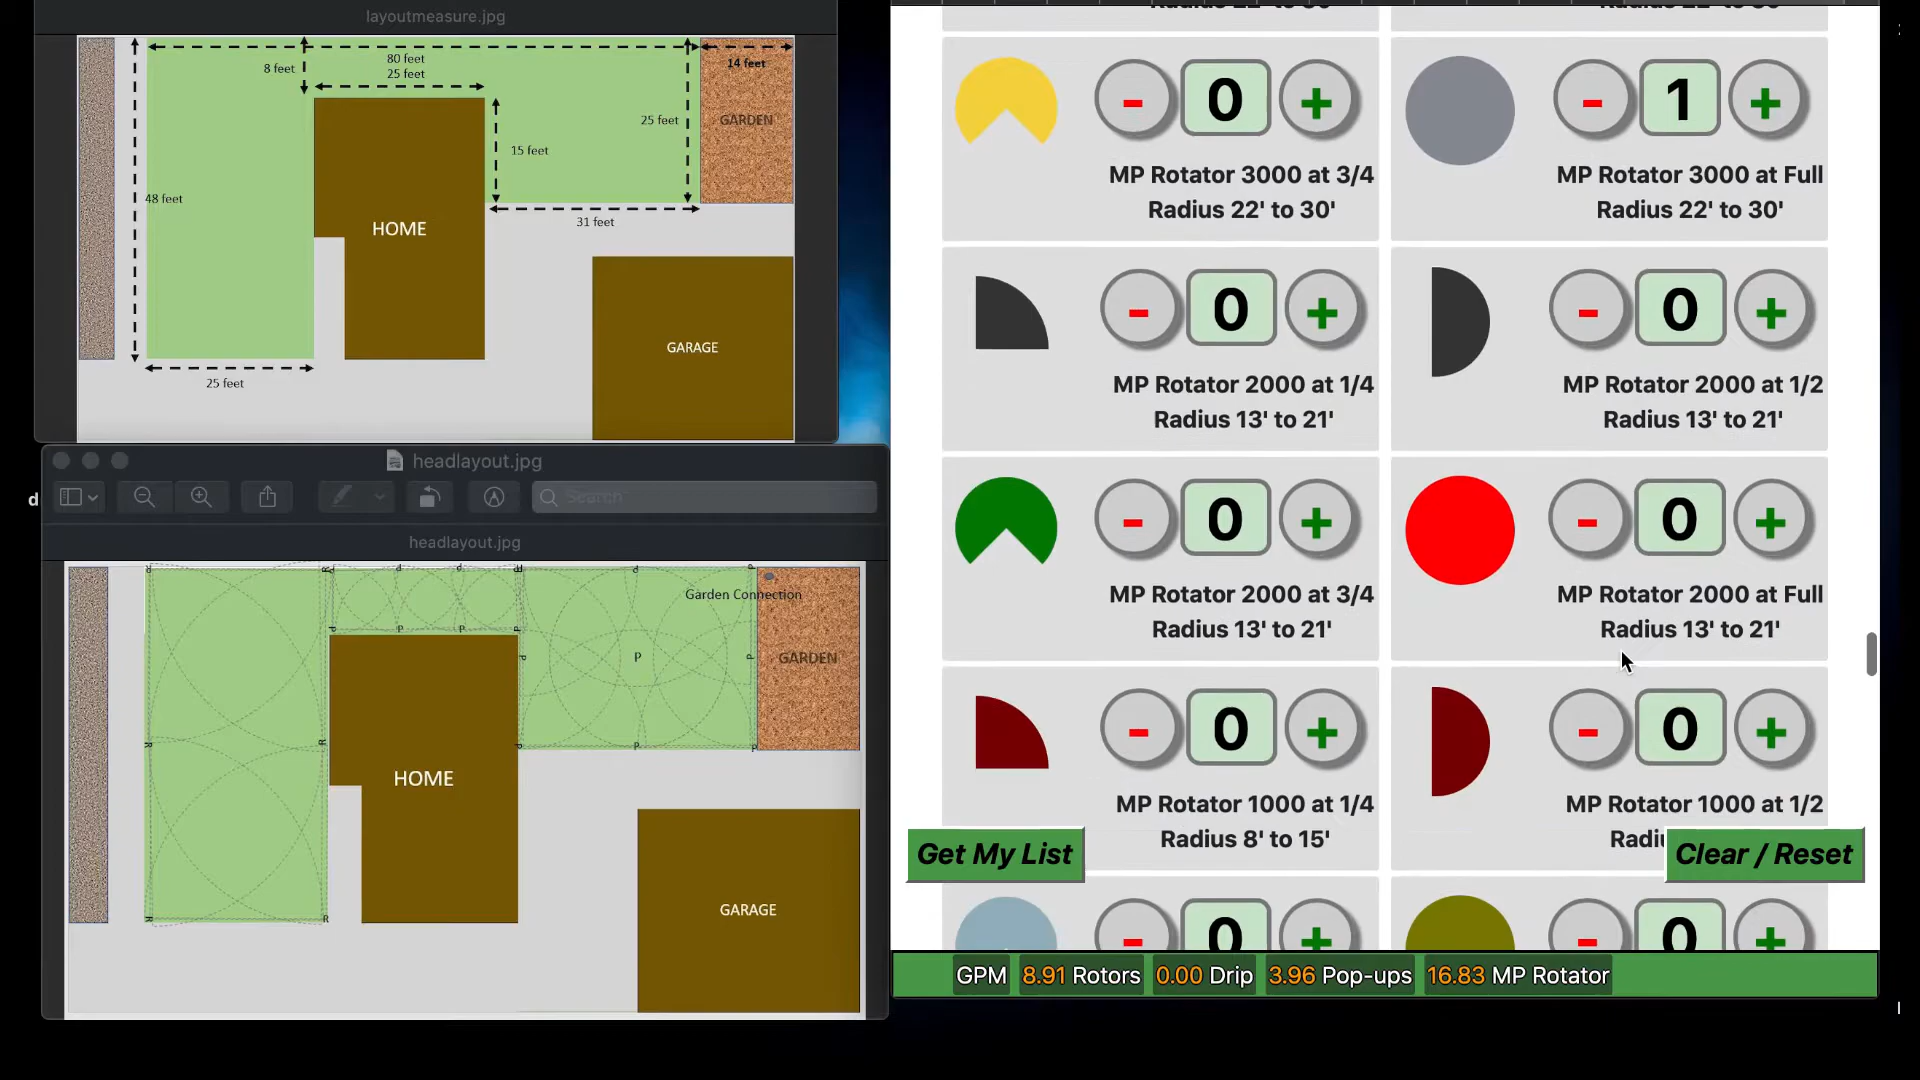 layoutmeasure.jpg
80 feet
8 feet
25 feet
14 feet
25 feet
GARDEN
15 feet
48 feet
31 feet
HOME
GARAGE
25 feet
headlayout.jpg
Search
d
headlayout.jpg
R
R
d
d
d
Garden Connection
P
P
P
P
GARDEN
R
R
P
HOME
GARAGE
R
R
0
1
-
+
-
+
MP Rotator 3000 at 3/4
Radius 22' to 30'
MP Rotator 3000 at Full
Radius 22' to 30'
-
0
+
-
0
+
MP Rotator 2000 at 1/4
Radius 13' to 21'
MP Rotator 2000 at 1/2
Radius 13' to 21'
-
0
+
-
0
+
MP Rotator 2000 at 3/4
Radius 13' to 21'
MP Rotator 2000 at Full
Radius 13' to 21'
-
0
+
-
0
+
MP Rotator 1000 at 1/4
Radius 8' to 15'
MP Rotator 1000 at 1/2
Get My List
Clear / Reset
-
0
+
-
0
+
GPM 8.91 Rotors 0.00 Drip 3.96 Pop-ups 16.83 MP Rotator